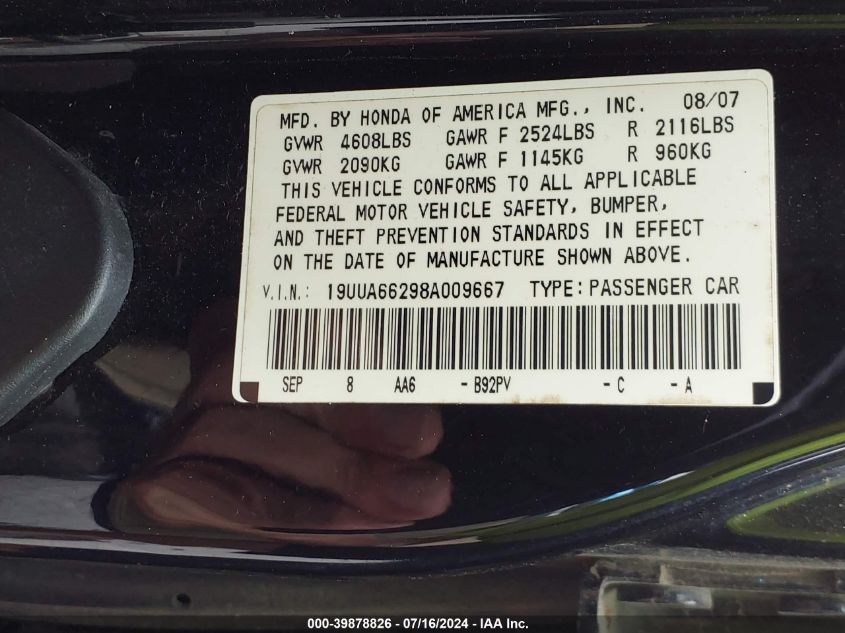 MFD. BY HONDA OF AMERICA MFG., INC. 08/07
GVWR 4608LBS GAWR F 2524LBS R 2116LBS
GVWR 2090KG GAWR F 1145KG R 960KG
THIS VEHICLE CONFORMS TO ALL APPLICABLE
FEDERAL MOTOR VEHICLE SAFETY, BUMPER,
AND THEFT PREVENTION STANDARDS IN EFFECT
ON THE DATE OF MANUFACTURE SHOWN ABOVE.
V.I.N.: 19UUA66298A009667 TYPE: PASSENGER CAR
SEP 8 AA6 -B92PV -C -A
000-39878826 - 07/16/2024 - IAA Inc.